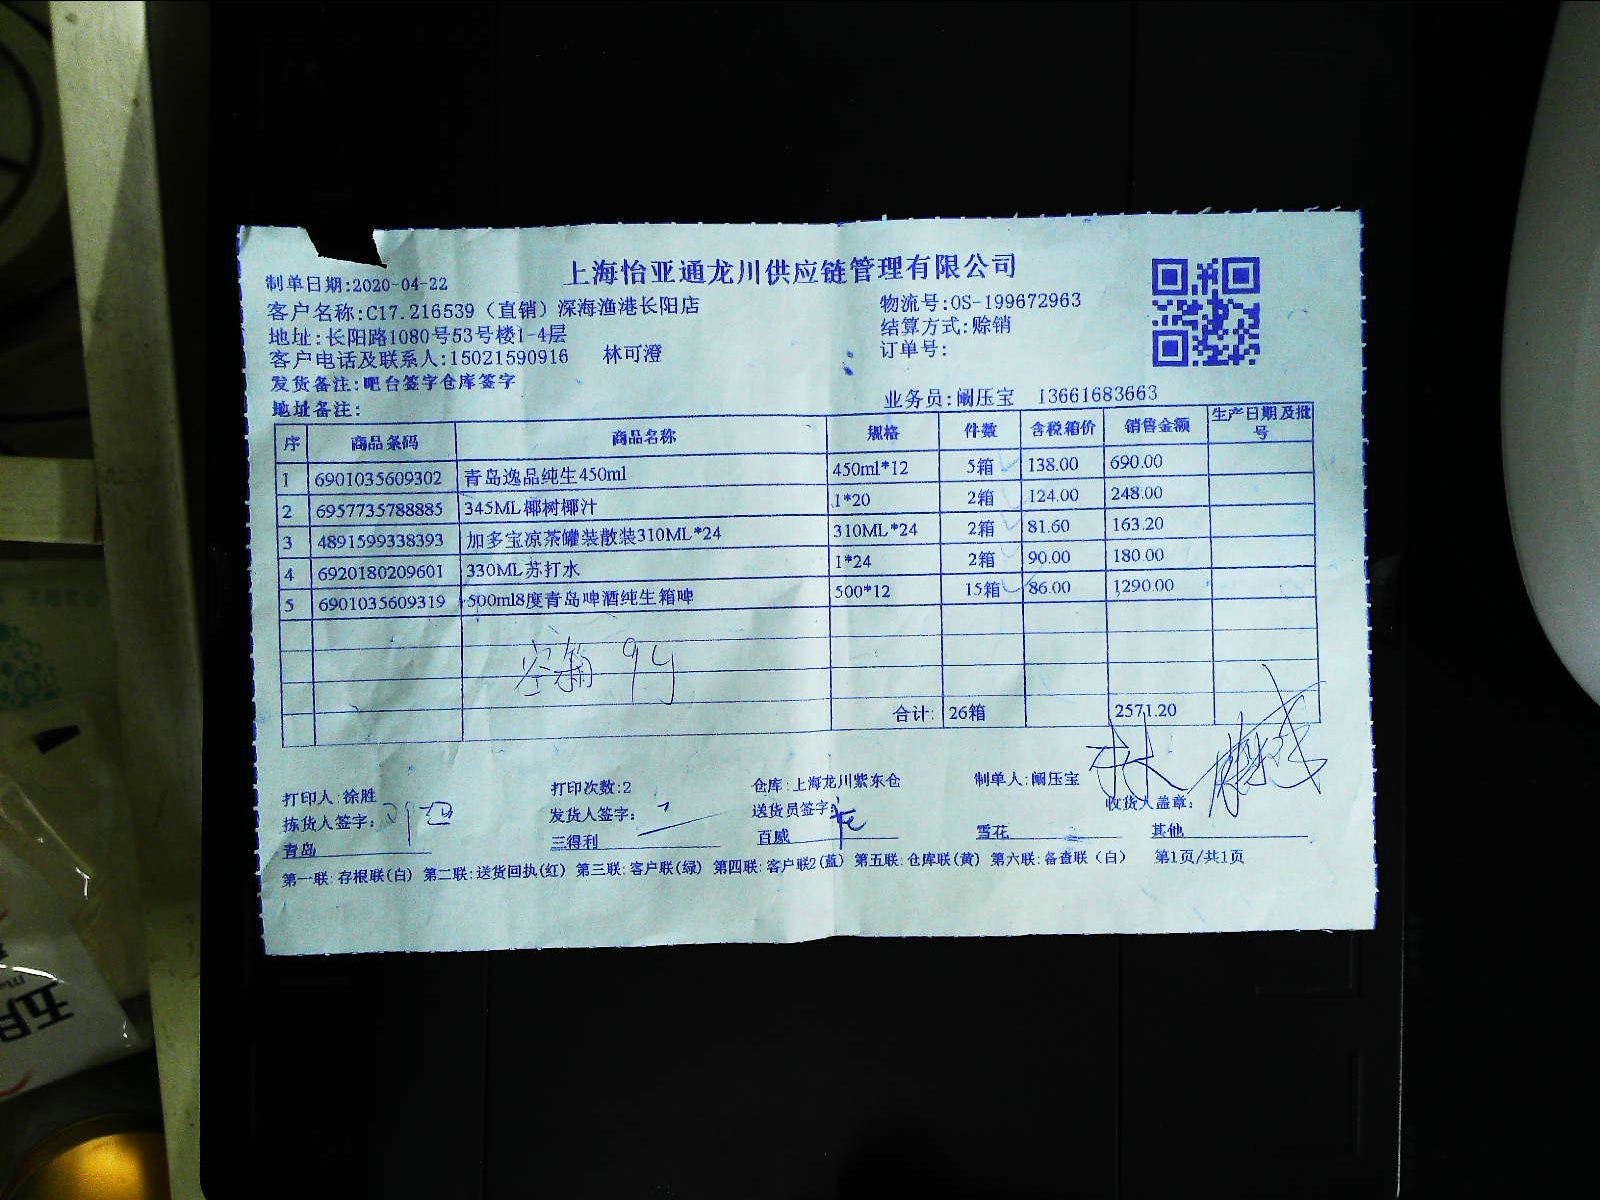 上海怡亚通龙川供应链管理有限公司
制单日期:2020-04-22
客户名称:C17.216539（直销）深海渔港长阳店 物流号:OS-199672963
地址:长阳路1080号53号楼1-4层 结算方式:赊销
客户电话及联系人:15021590916 林可澄 订单号:
发货备注:吧台签字仓库签字
地址备注: 业务员:阚压宝 13661683663
序 商品条码 商品名称 规格 件数 含税箱价 销售金额 生产日期及批号
1 6901035609302 青岛逸品纯生450ml 450ml*12 5箱 138.00 690.00
2 6957735788885 345ML椰树椰汁 1*20 2箱 124.00 248.00
3 4891599338393 加多宝凉茶罐装散装310ML*24 310ML*24 2箱 81.60 163.20
4 6920180209601 330ML苏打水 1*24 2箱 90.00 180.00
5 6901035609319 500ml8度青岛啤酒纯生箱啤 500*12 15箱 86.00 1290.00
空箱
合计: 26箱 2571.20
打印人:徐胜 打印次数:2 仓库:上海龙川紫东仓 制单人:阚压宝
拣货人签字: 发货人签字: 送货员签字: 收货人盖章:
青岛 三得利 百威 雪花 其他
第一联:存根联(白) 第二联:送货回执(红) 第三联:客户联(绿) 第四联:客户联2(蓝) 第五联:仓库联(黄) 第六联:备查联（白） 第1页/共1页